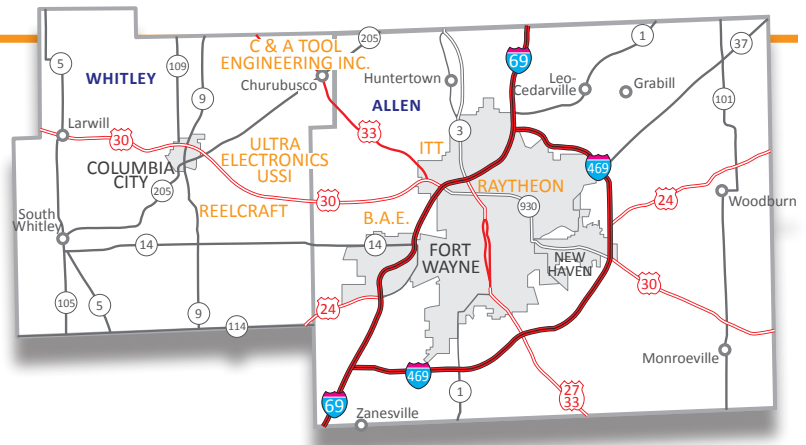 C & A TOOL
ENGINEERING INC.
205
1
37
5
109
69
WHITLEY
9
Churubusco
Huntertown
Leo-
Cedarville
Grabill
101
ALLEN
Larwill
30
33
3
ITT
ULTRA
ELECTRONICS
USSI
COLUMBIA
CITY
469
205
RAYTHEON
24
Woodburn
REELCRAFT
30
930
South
Whitley
B.A.E.
14
14
FORT
WAYNE
NEW
HAVEN
30
105
5
9
24
114
Monroeville
469
1
27
33
69
Zanesville